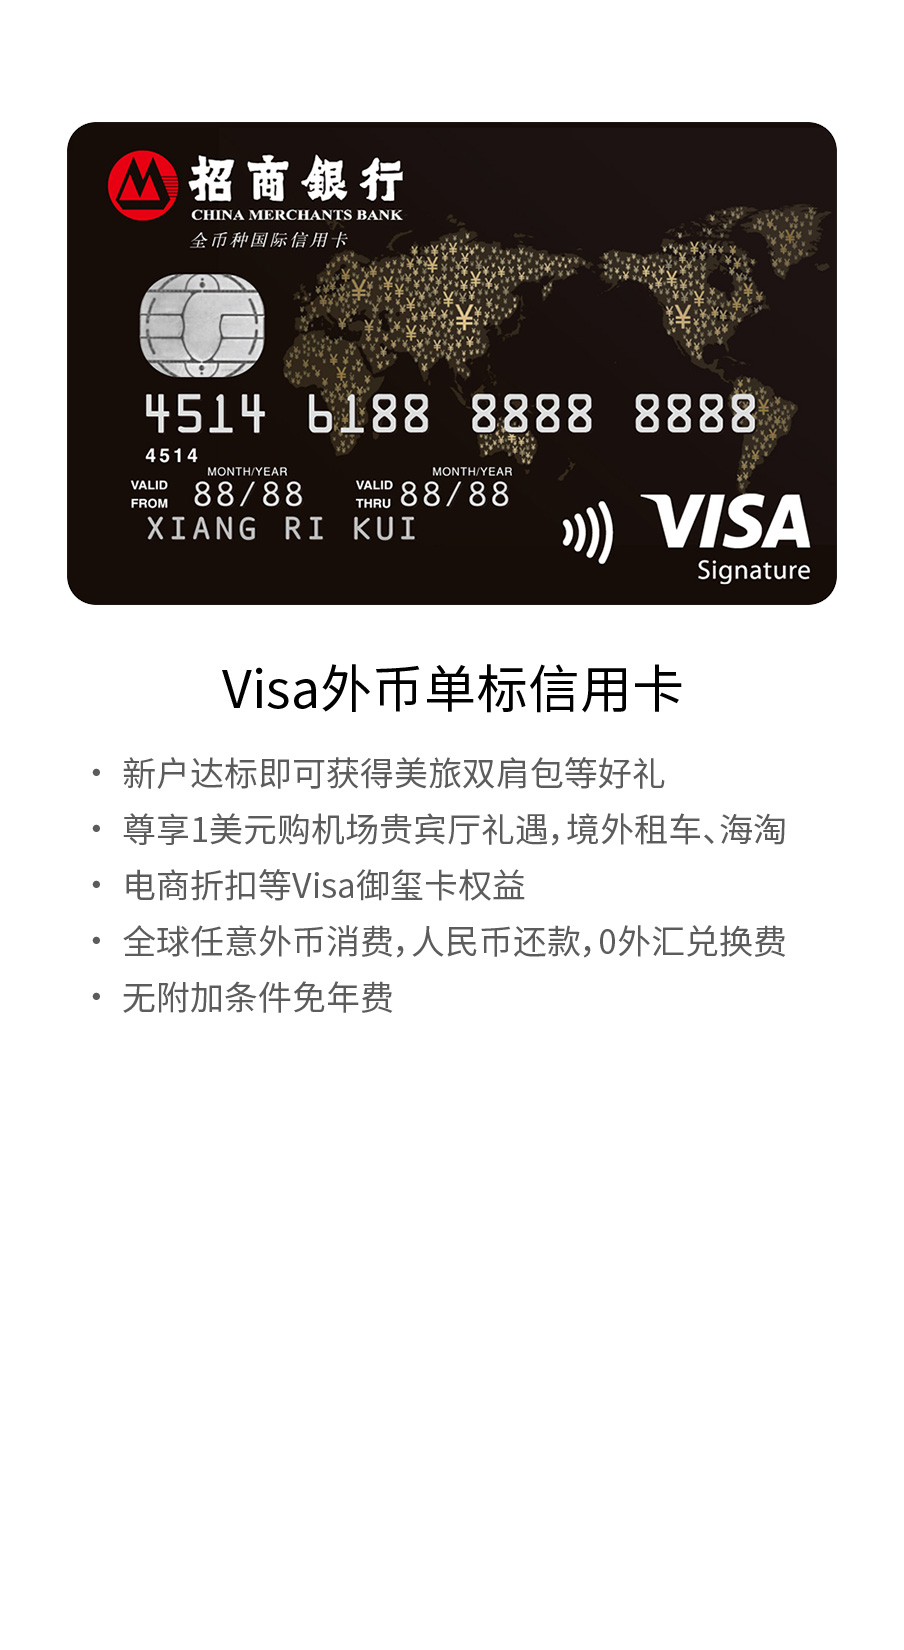 招商銀行
CHINA MERCHANTS BANK
全币种国际信用卡
4514 6188 8888 8888
4514
MONTH/YEAR MONTH/YEAR
VALID FROM 88/88 VALID THRU 88/88
XIANG RI KUI
VISA
Signature
Visa外币单标信用卡
· 新户达标即可获得美旅双肩包等好礼
· 尊享1美元购机场贵宾厅礼遇，境外租车、海淘
· 电商折扣等Visa御玺卡权益
· 全球任意外币消费，人民币还款，0外汇兑换费
· 无附加条件免年费